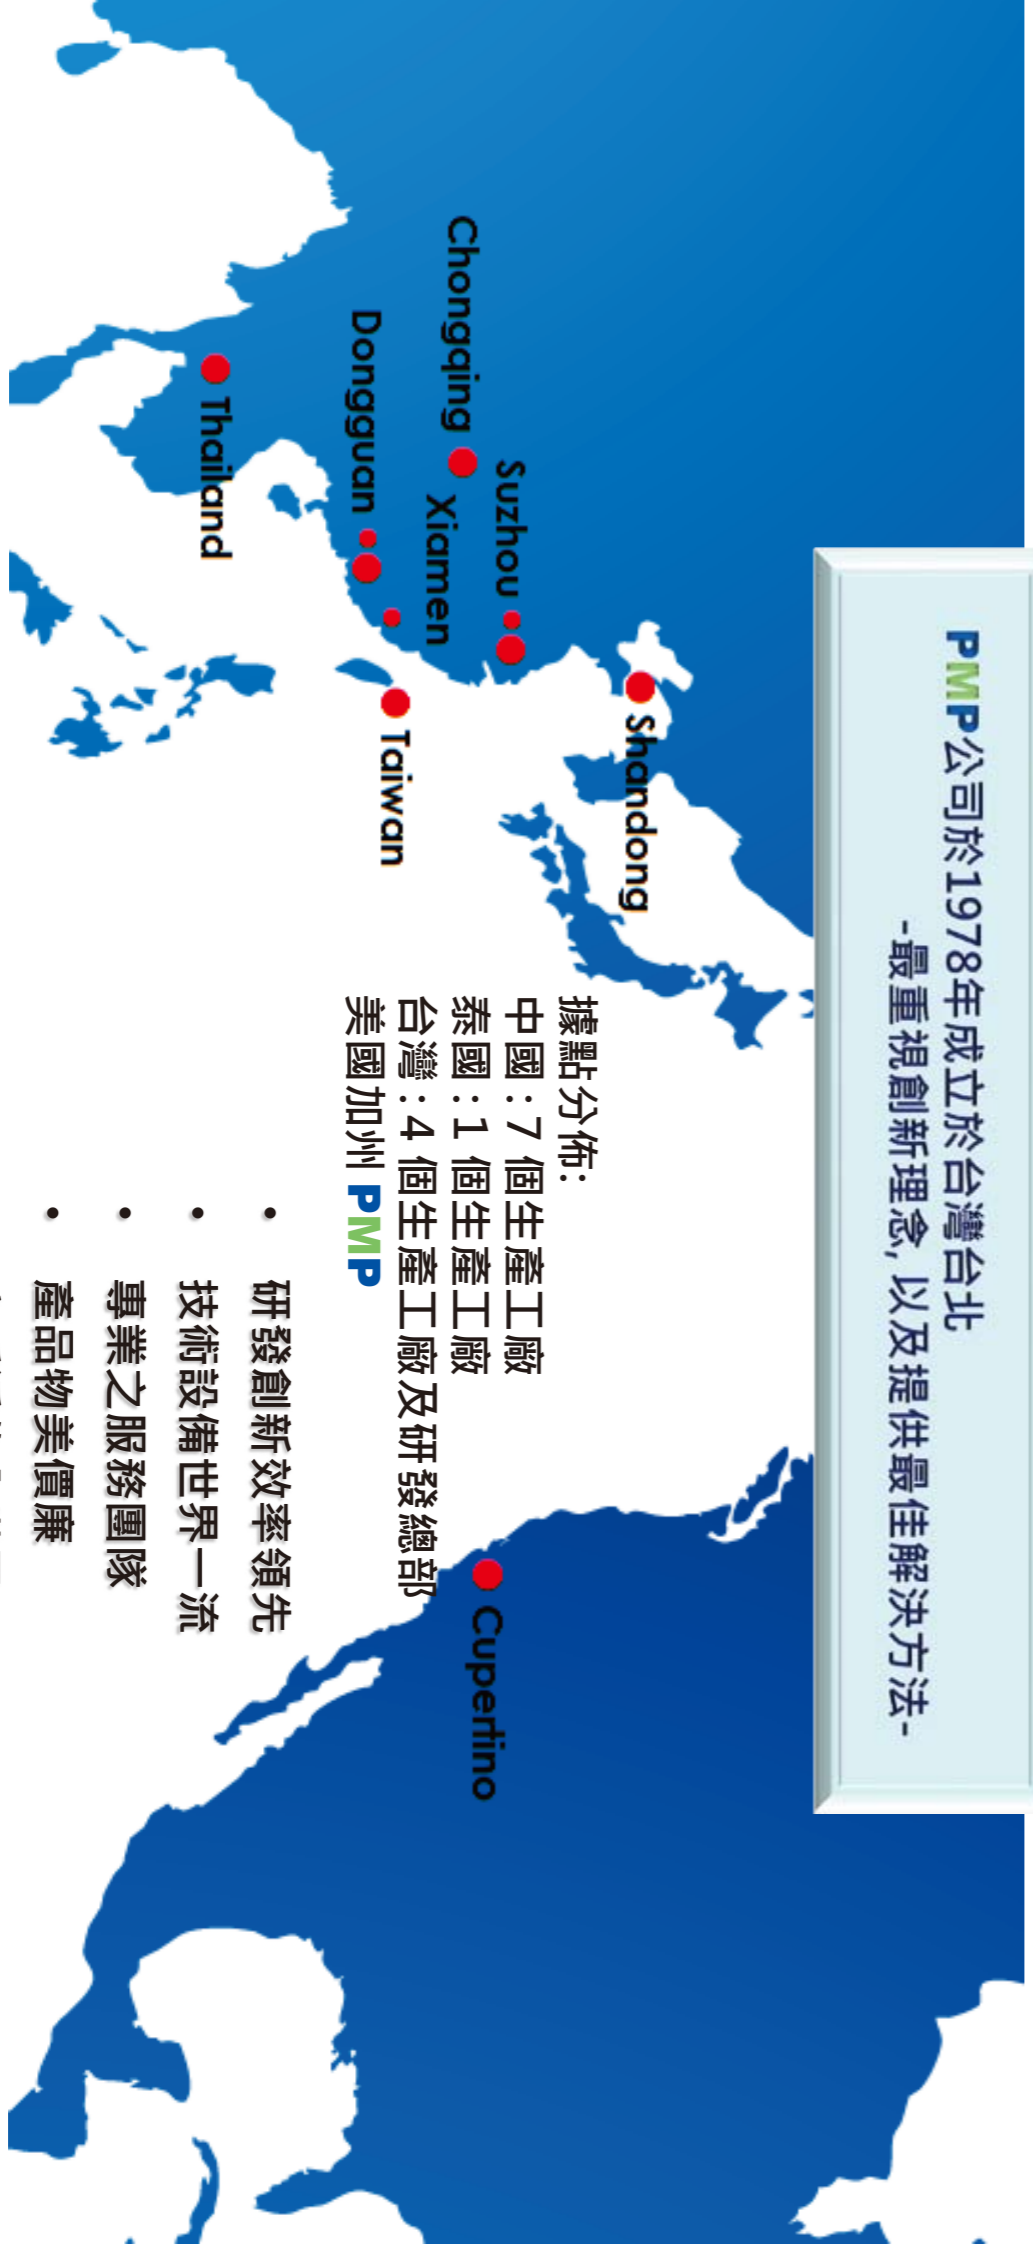 PMP公司於1978年成立於台灣台北
-最重視創新理念, 以及提供最佳解決方法-
Shandong
Suzhou
Chongqing
Xiamen
Dongguan
Taiwan
Thailand
Cupertino
據點分佈:
中國 : 7 個生產工廠
泰國 : 1 個生產工廠
台灣 : 4 個生產工廠及研發總部
美國加州 PMP
• 研發創新效率領先
• 技術設備世界一流
• 專業之服務團隊
• 產品物美價廉